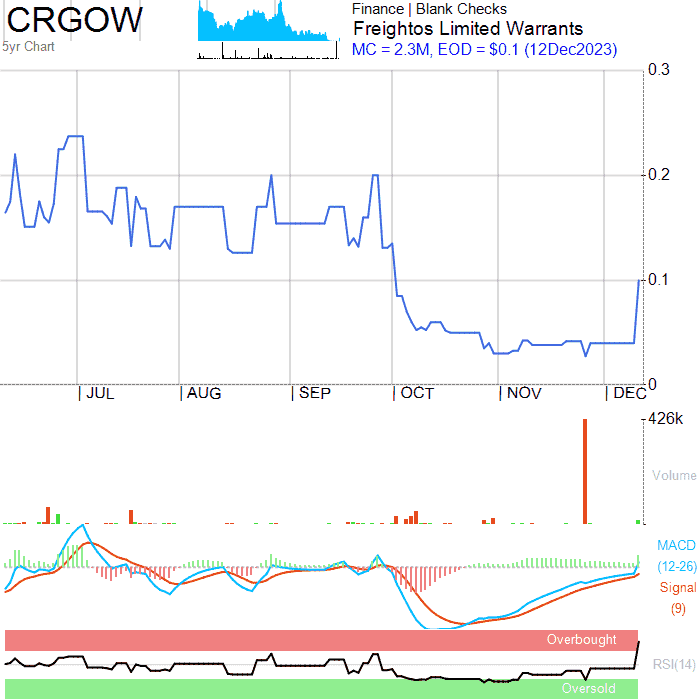 CRGOW
5yr Chart
Finance | Blank Checks
Freightos Limited Warrants
MC = 2.3M, EOD = $0.1 (12Dec2023)
0.3
0.2
0.1
0
| JUL | AUG | SEP | OCT | NOV | DEC
426k
Volume
MACD
(12-26)
Signal
(9)
Overbought
RSI(14)
Oversold